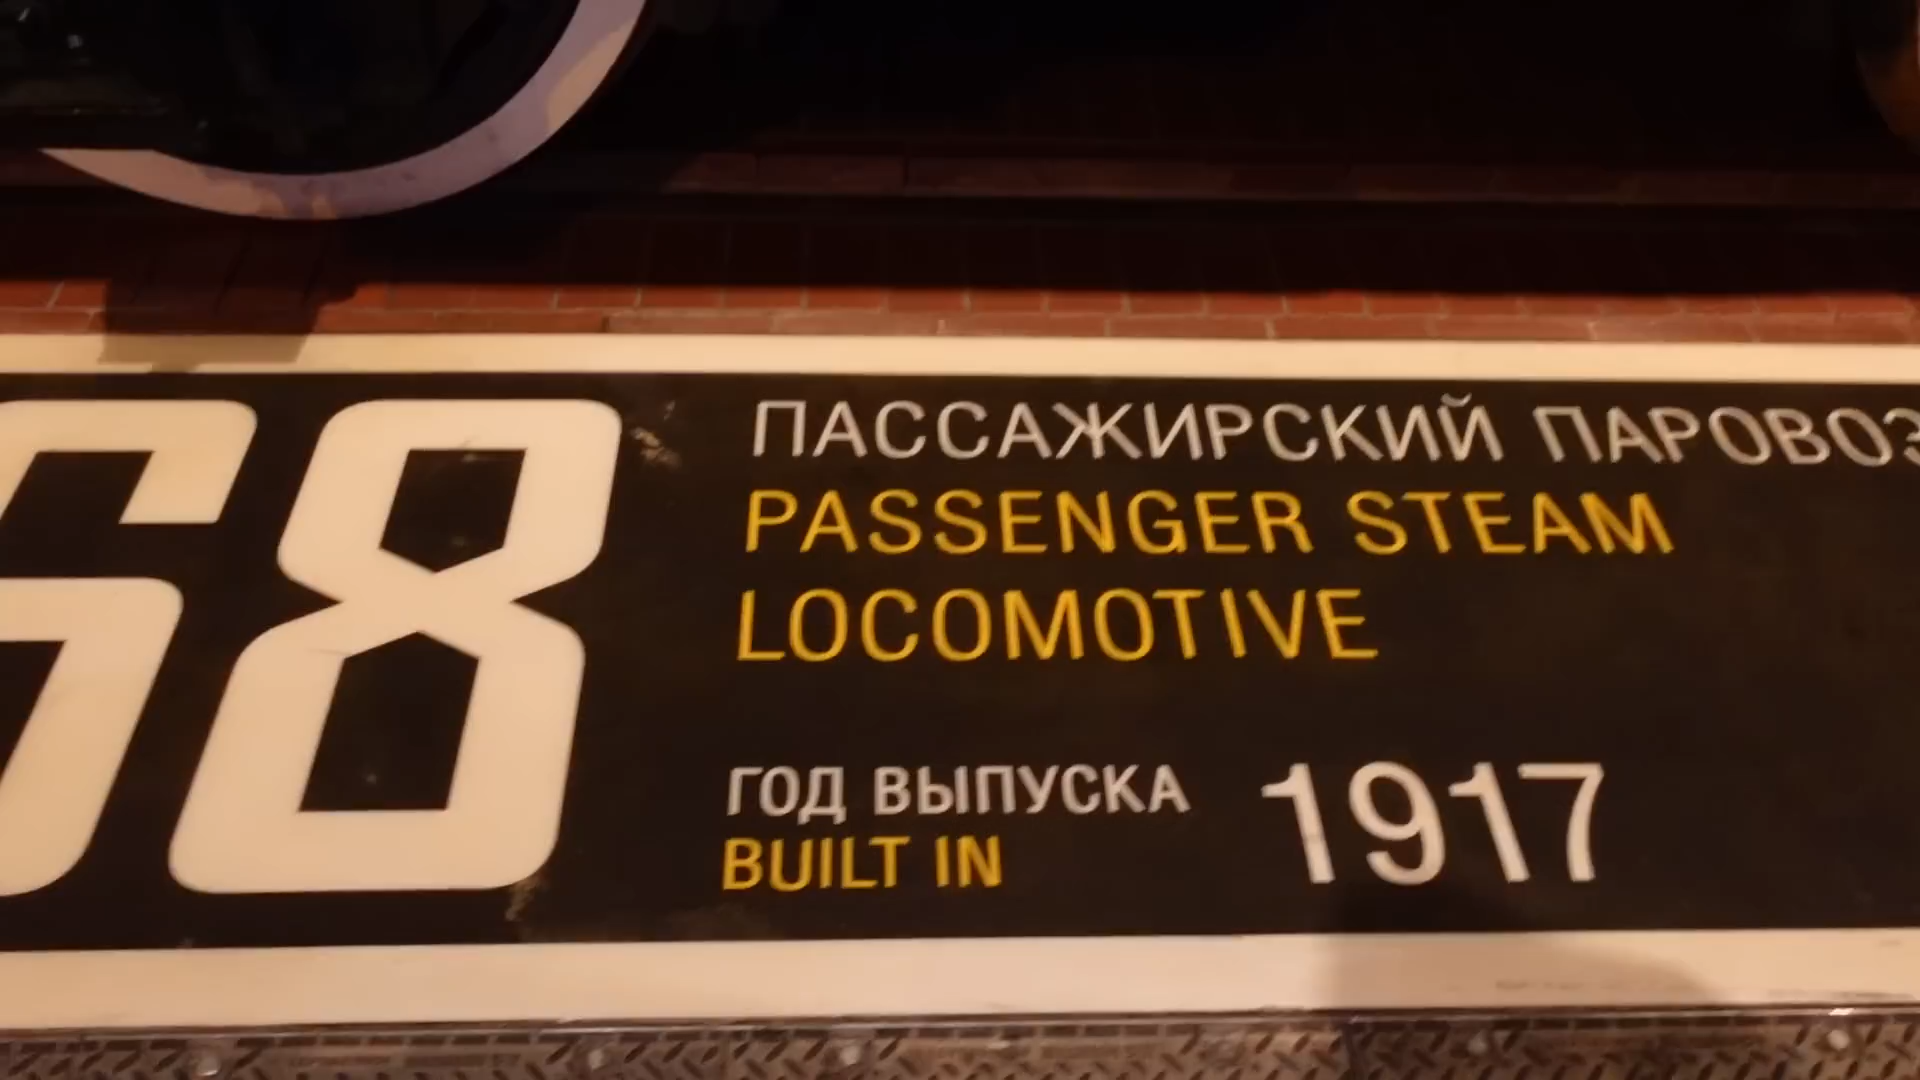 68
ПАССАЖИРСКИЙ ПАРОВОЗ
PASSENGER STEAM
LOCOMOTIVE
ГОД ВЫПУСКА 1917
BUILT IN